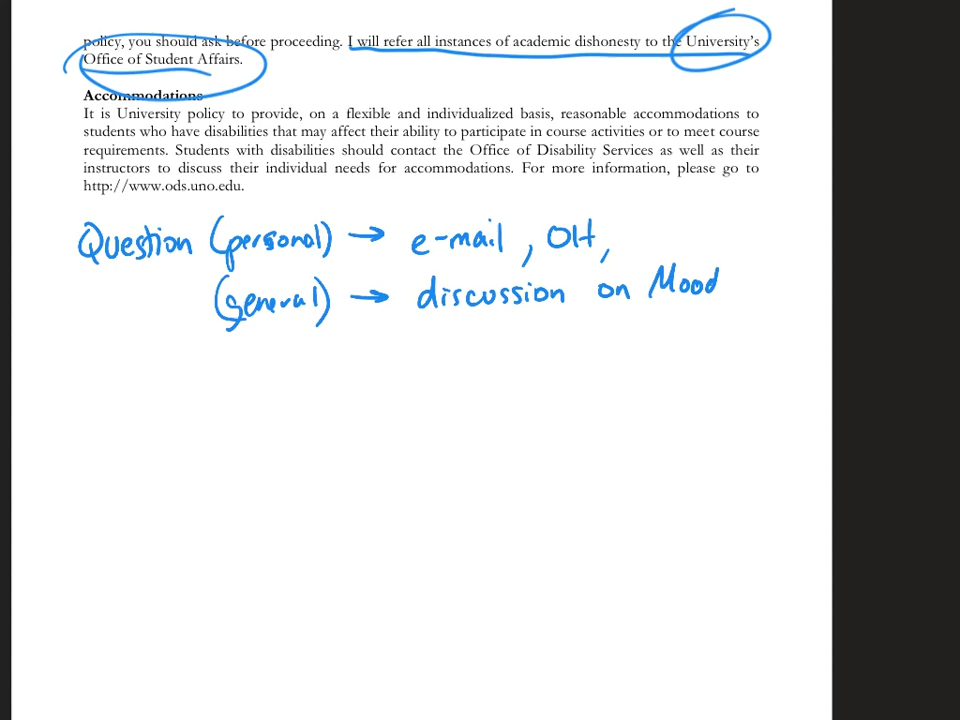 policy, you should ask before proceeding. I will refer all instances of academic dishonesty to the University's
Office of Student Affairs.
Accommodations
It is University policy to provide, on a flexible and individualized basis, reasonable accommodations to
students who have disabilities that may affect their ability to participate in course activities or to meet course
requirements. Students with disabilities should contact the Office of Disability Services as well as their
instructors to discuss their individual needs for accommodations. For more information, please go to
http://www.ods.uno.edu.
Question (personal) → e-mail, OH,
(general) → discussion on Mood